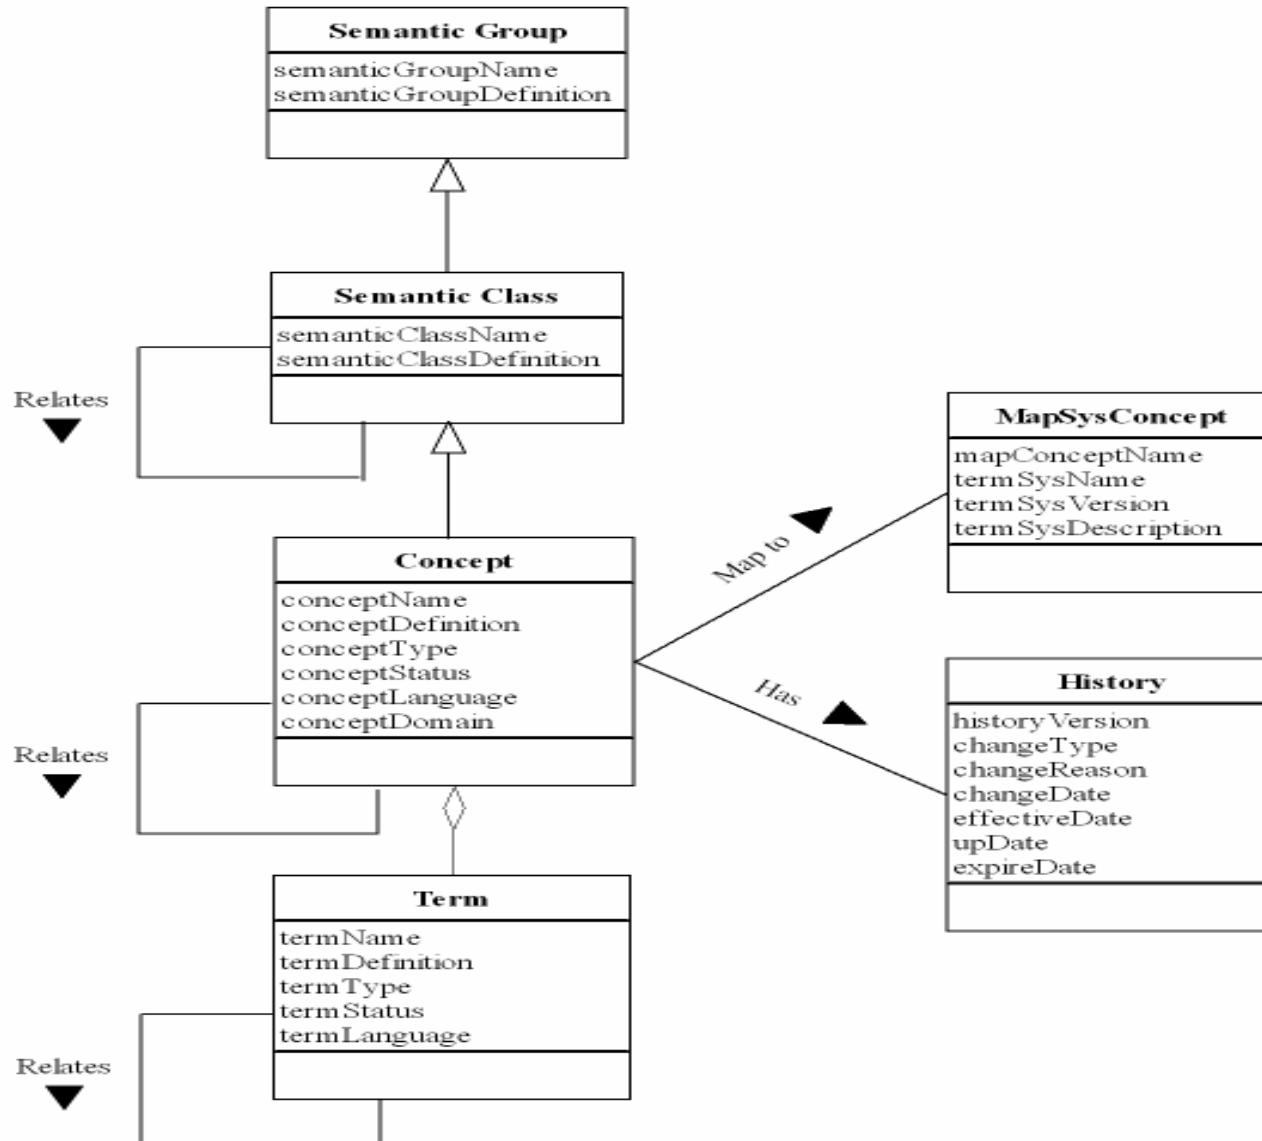 Semantic Group
semanticGroupName
semanticGroupDefinition
Semantic Class
semanticClassName
semanticClassDefinition
Relates
MapSysConcept
mapConceptName
termSysName
termSysVersion
termSysDescription
Map to
Concept
conceptName
conceptDefinition
conceptType
conceptStatus
conceptLanguage
conceptDomain
Relates
Has
History
historyVersion
changeType
changeReason
changeDate
effectiveDate
upDate
expireDate
Term
termName
termDefinition
termType
termStatus
termLanguage
Relates